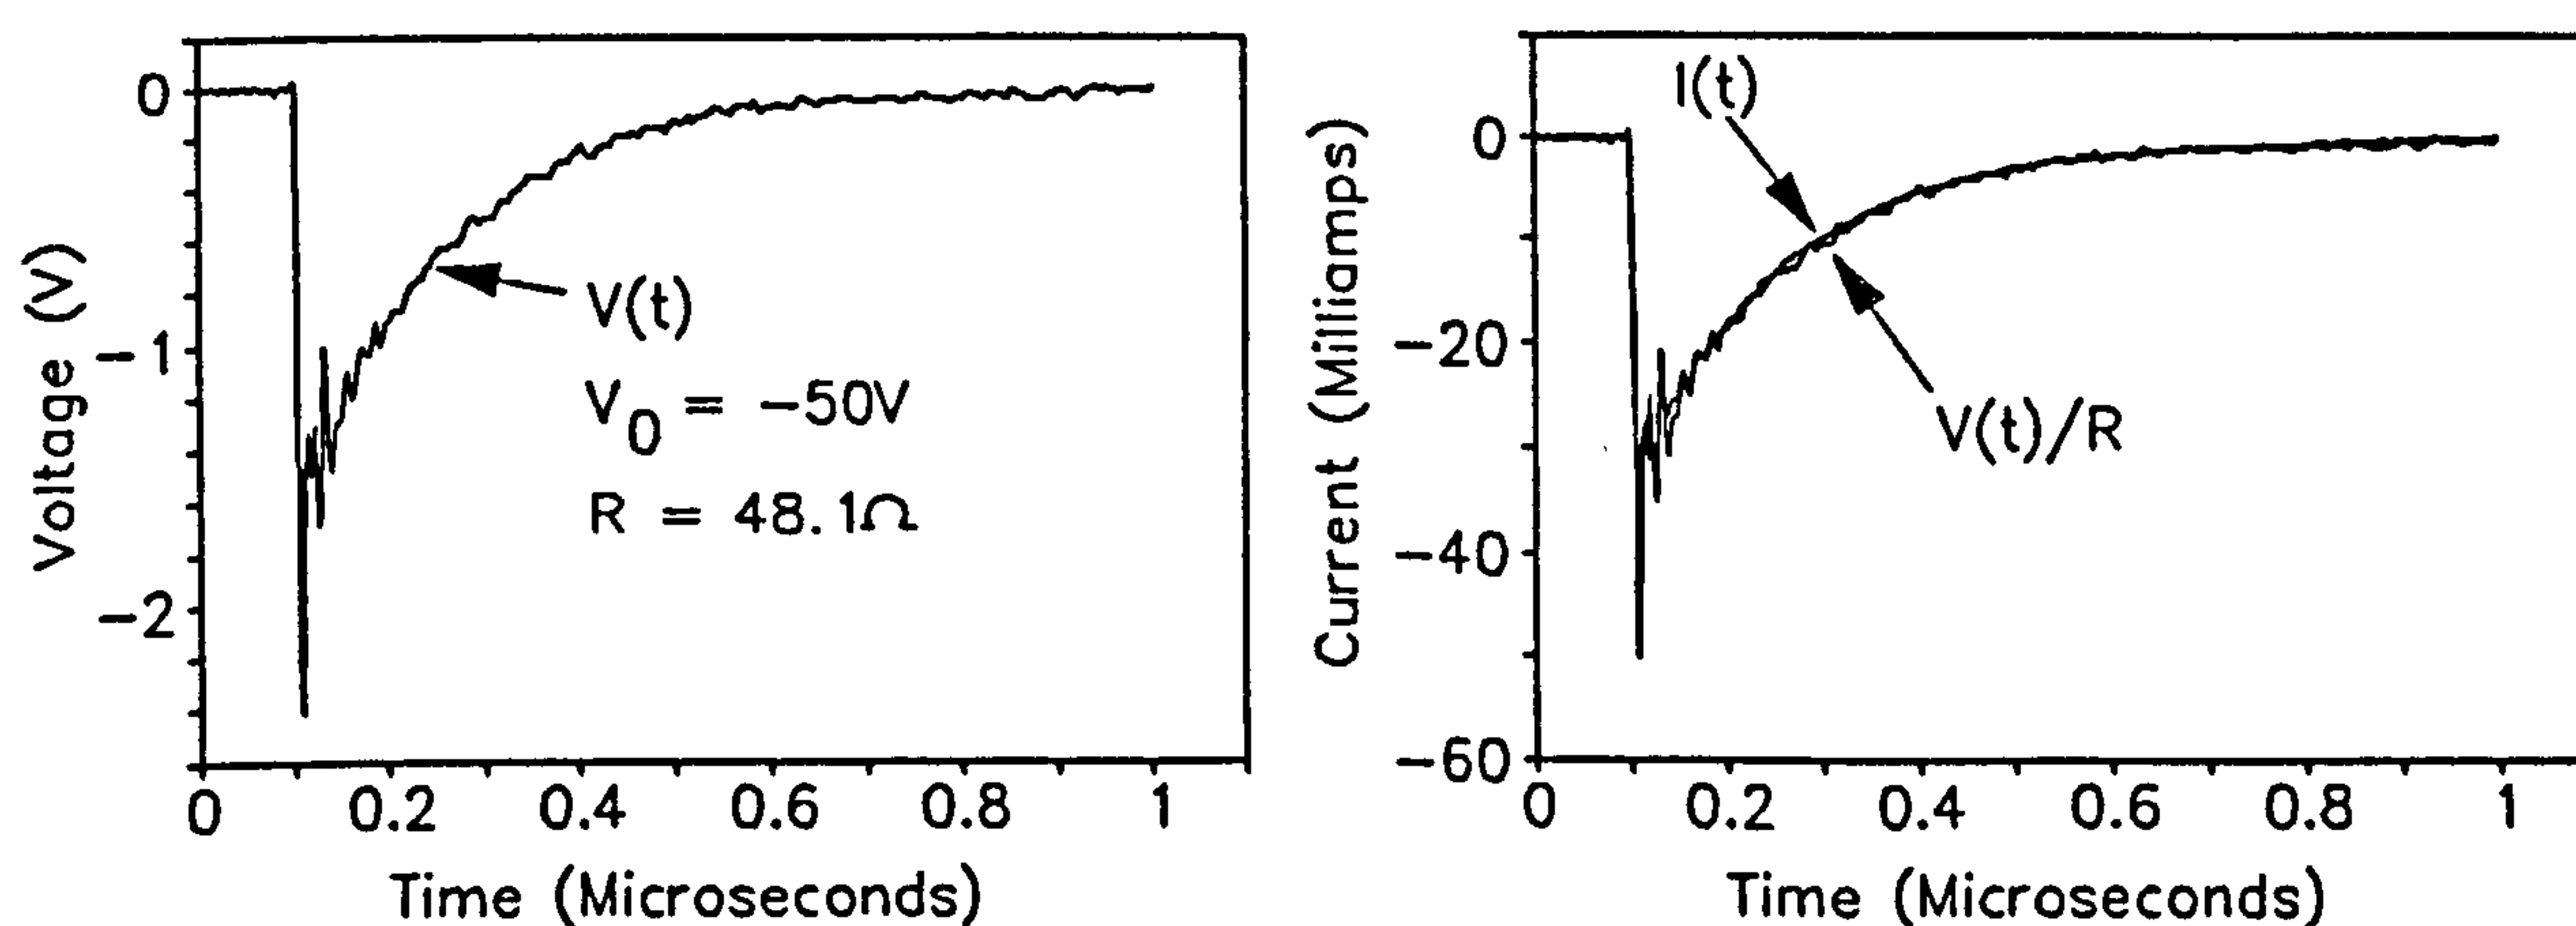 0
-1
-2
Voltage (V)
V(t)
V0 = -50V
R = 48.1Ω
0 0.2 0.4 0.6 0.8 1
Time (Microseconds)
0
-20
-40
-60
Current (Milliamps)
I(t)
V(t)/R
0 0.2 0.4 0.6 0.8 1
Time (Microseconds)